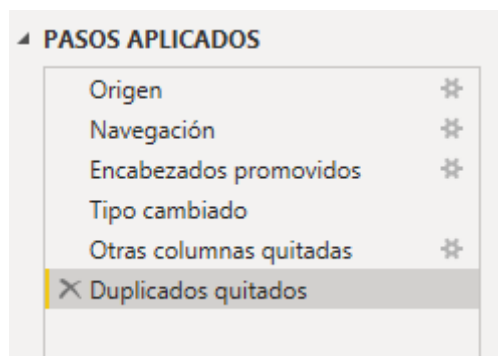 PASOS APLICADOS
Origen
Navegación
Encabezados promovidos
Tipo cambiado
Otras columnas quitadas
Duplicados quitados